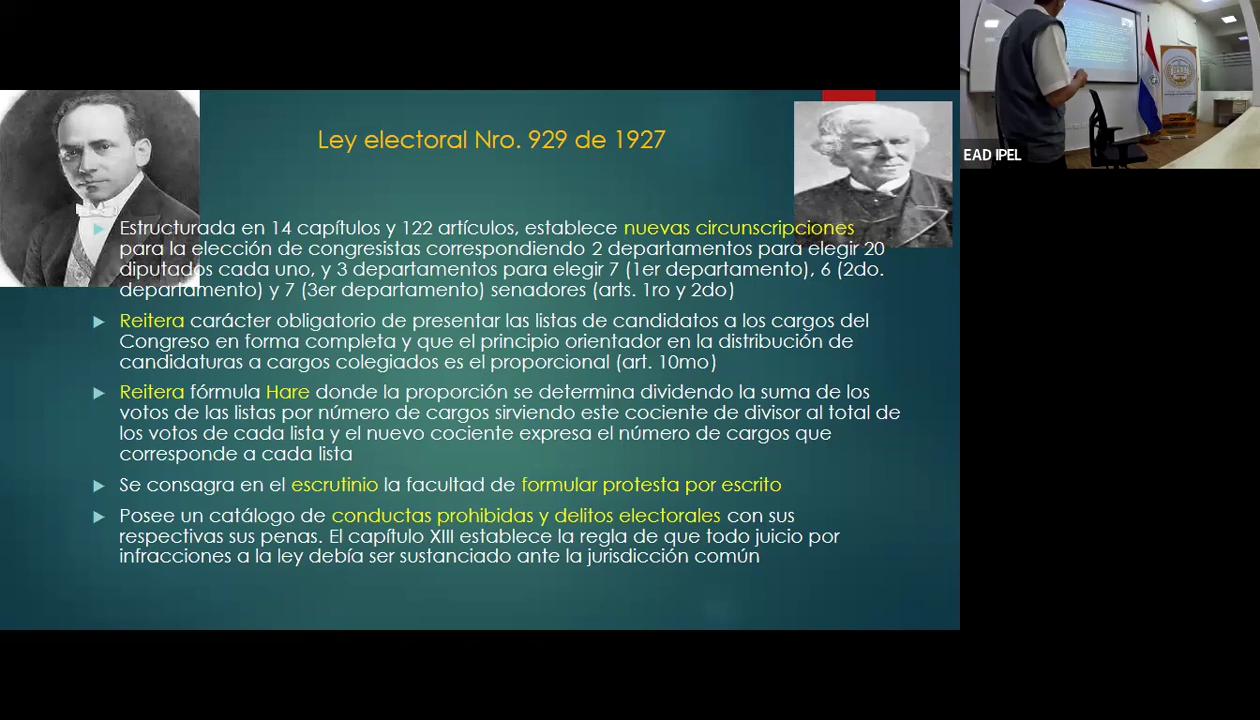 Ley electoral Nro. 929 de 1927
Estructurada en 14 capítulos y 122 artículos, establece nuevas circunscripciones
para la elección de congresistas correspondiendo 2 departamentos para elegir 20
diputados cada uno, y 3 departamentos para elegir 7 (1er departamento), 6 (2do.
departamento) y 7 (3er departamento) senadores (arts. 1ro y 2do)
Reitera carácter obligatorio de presentar las listas de candidatos a los cargos del
Congreso en forma completa y que el principio orientador en la distribución de
candidaturas a cargos colegiados es el proporcional (art. 10mo)
Reitera fórmula Hare donde la proporción se determina dividendo la suma de los
votos de las listas por número de cargos sirviendo este cociente de divisor al total de
los votos de cada lista y el nuevo cociente expresa el número de cargos que
corresponde a cada lista
Se consagra en el escrutinio la facultad de formular protesta por escrito
Posee un catálogo de conductas prohibidas y delitos electorales con sus
respectivas sus penas. El capítulo XIII establece la regla de que todo juicio por
infracciones a la ley debía ser sustanciado ante la jurisdicción común
EAD IPEL